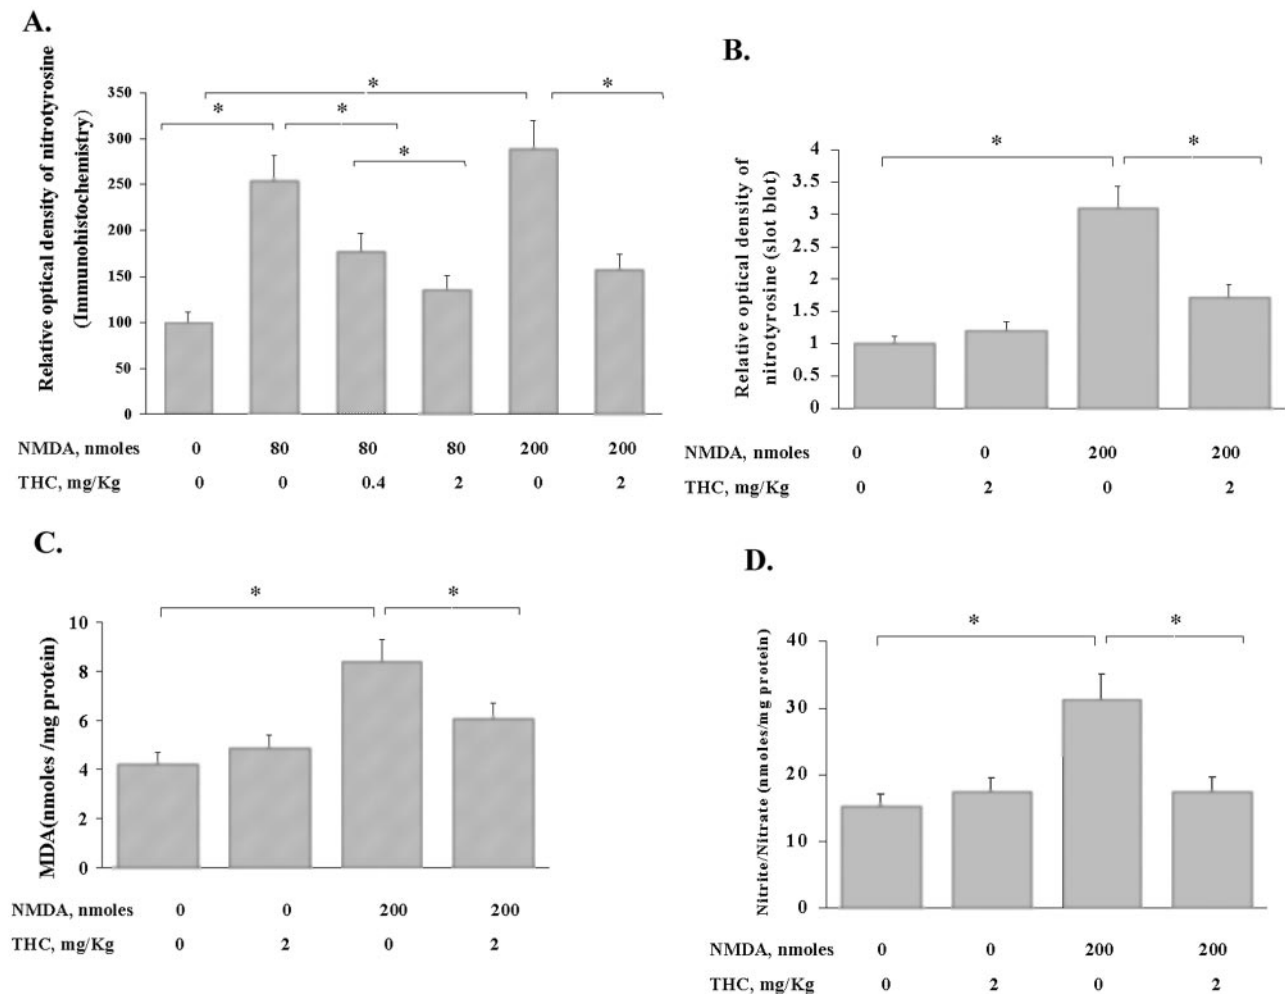 A.
Relative optical density of nitrotyrosine
(Immunohistochemistry)
350
300
250
200
150
100
50
0
*
*
*
*
*
NMDA, nmoles 0 80 80 80 200 200
THC, mg/Kg 0 0 0.4 2 0 2
B.
Relative optical density of
nitrotyrosine (slot blot)
4
3.5
3
2.5
2
1.5
1
0.5
0
*
*
NMDA, nmoles 0 0 200 200
THC, mg/Kg 0 2 0 2
C.
MDA(nmoles /mg protein)
10
8
6
4
2
0
*
*
NMDA, nmoles 0 0 200 200
THC, mg/Kg 0 2 0 2
D.
Nitrite/Nitrate (nmoles/mg protein)
40
30
20
10
0
*
*
NMDA, nmoles 0 0 200 200
THC, mg/Kg 0 2 0 2